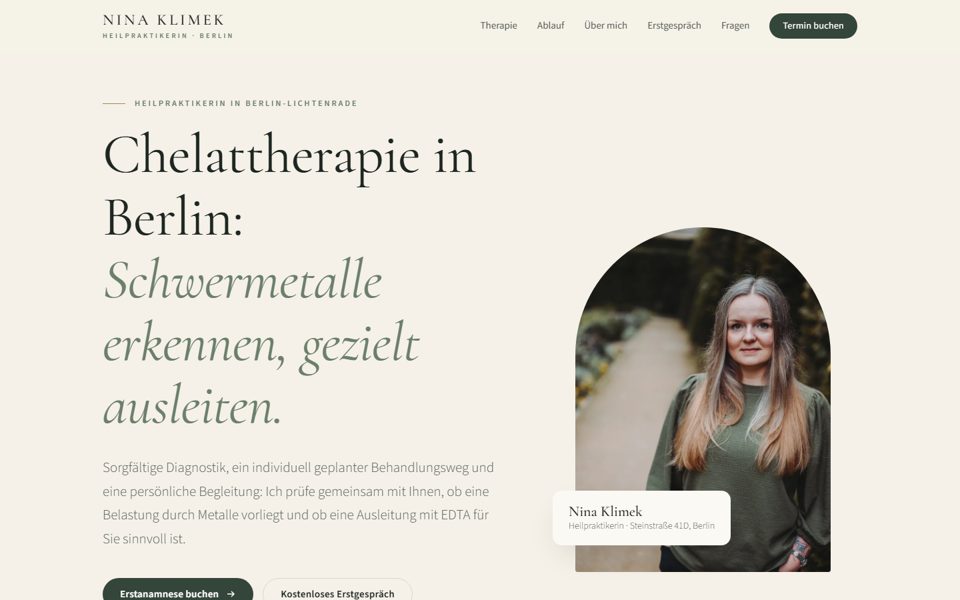 NINA KLIMEK
HEILPRAKTIKERIN · BERLIN
Therapie Ablauf Über mich Erstgespräch Fragen Termin buchen
HEILPRAKTIKERIN IN BERLIN-LICHTENRADE
Chelattherapie in
Berlin:
Schwermetalle
erkennen, gezielt
ausleiten.
Sorgfältige Diagnostik, ein individuell geplanter Behandlungsweg und
eine persönliche Begleitung: Ich prüfe gemeinsam mit Ihnen, ob eine
Belastung durch Metalle vorliegt und ob eine Ausleitung mit EDTA für
Sie sinnvoll ist.
Nina Klimek
Heilpraktikerin · Steinstraße 41D, Berlin
Erstanamnese buchen →
Kostenloses Erstgespräch